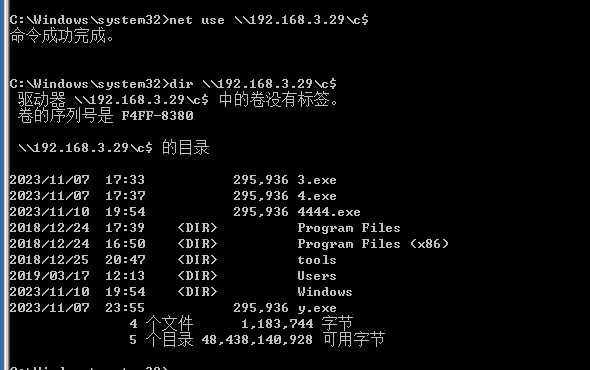 C:\Windows\system32>net use \\192.168.3.29\c$
命令成功完成。
C:\Windows\system32>dir \\192.168.3.29\c$
驱动器 \\192.168.3.29\c$ 中的卷没有标签。
卷的序列号是 F4FF-8380
\\192.168.3.29\c$ 的目录
2023/11/07  17:33           295,936 3.exe
2023/11/07  17:37           295,936 4.exe
2023/11/10  19:54           295,936 4444.exe
2018/12/24  17:39    <DIR>          Program Files
2018/12/24  16:50    <DIR>          Program Files (x86)
2018/12/25  20:47    <DIR>          tools
2019/03/17  12:13    <DIR>          Users
2023/11/10  19:54    <DIR>          Windows
2023/11/07  23:55           295,936 y.exe
4 个文件      1,183,744 字节
5 个目录 48,438,140,928 可用字节